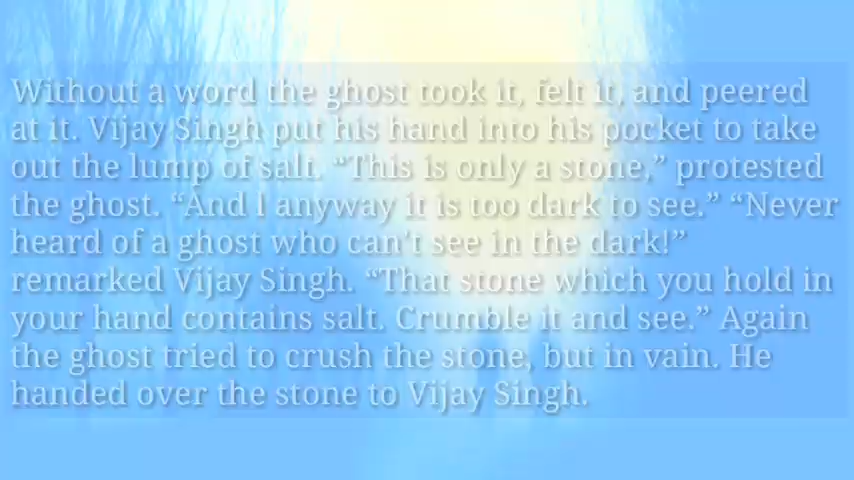 Without a word the ghost took it, felt it, and peered
at it. Vijay Singh put his hand into his pocket to take
out the lump of salt. “This is only a stone,” protested
the ghost. “And I anyway it is too dark to see.” “Never
heard of a ghost who can't see in the dark!”
remarked Vijay Singh. “That stone which you hold in
your hand contains salt. Crumble it and see.” Again
the ghost tried to crush the stone, but in vain. He
handed over the stone to Vijay Singh.